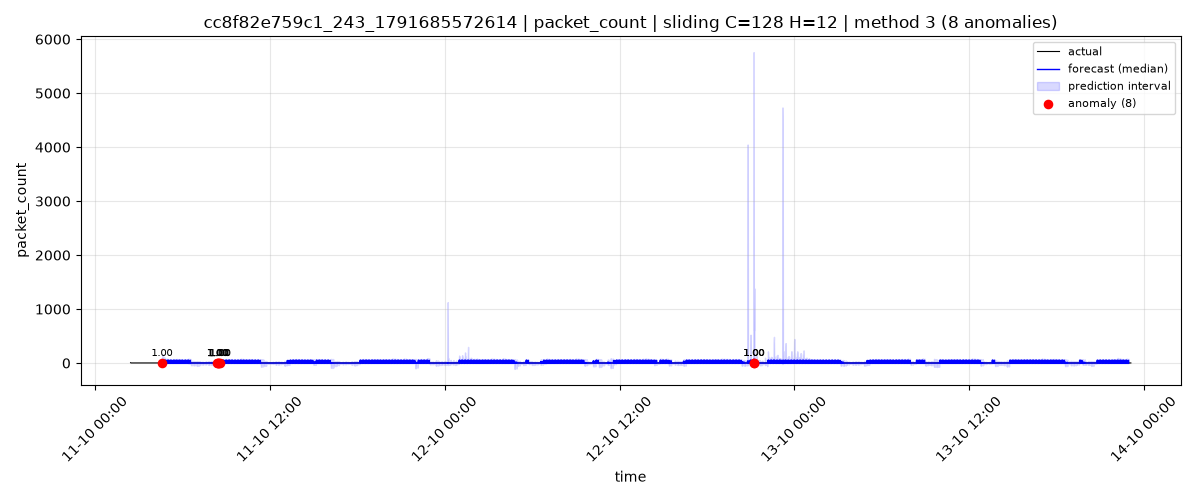 cc8f82e759c1_243_1791685572614 | packet_count | sliding C=128 H=12 | method 3 (8 anomalies)
6000
5000
4000
3000
2000
1000
0
packet_count
actual
forecast (median)
prediction interval
anomaly (8)
1.00
1.00
11-10 00:00
11-10 12:00
12-10 00:00
12-10 12:00
13-10 00:00
13-10 12:00
14-10 00:00
time